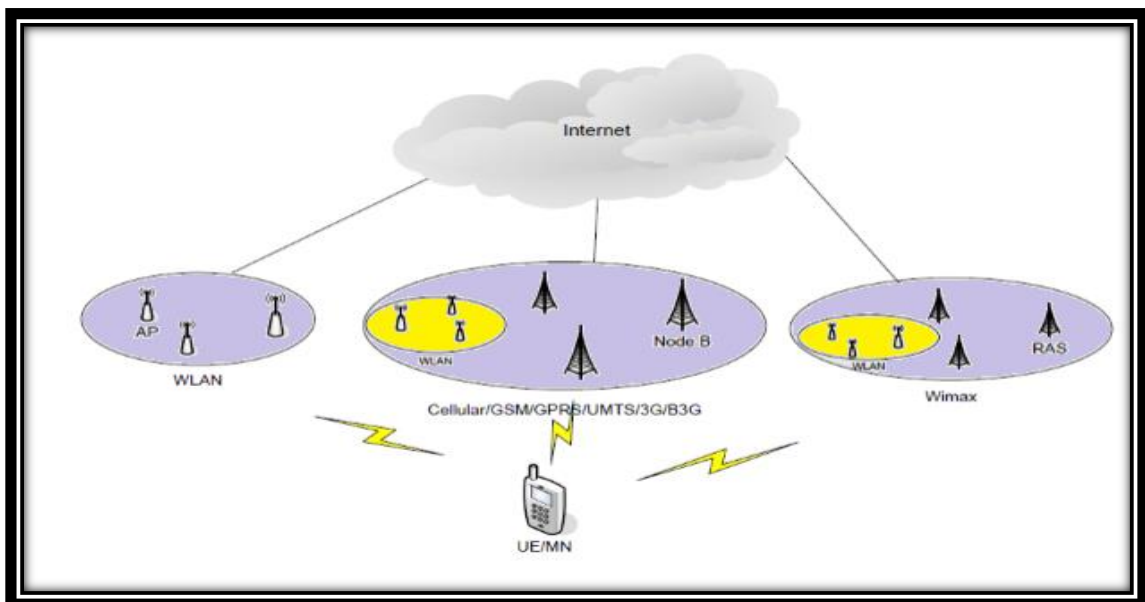 Internet
AP
WLAN
WLAN
Node B
Cellular/GSM/GPRS/UMTS/3G/B3G
WLAN
RAS
Wimax
UE/MN